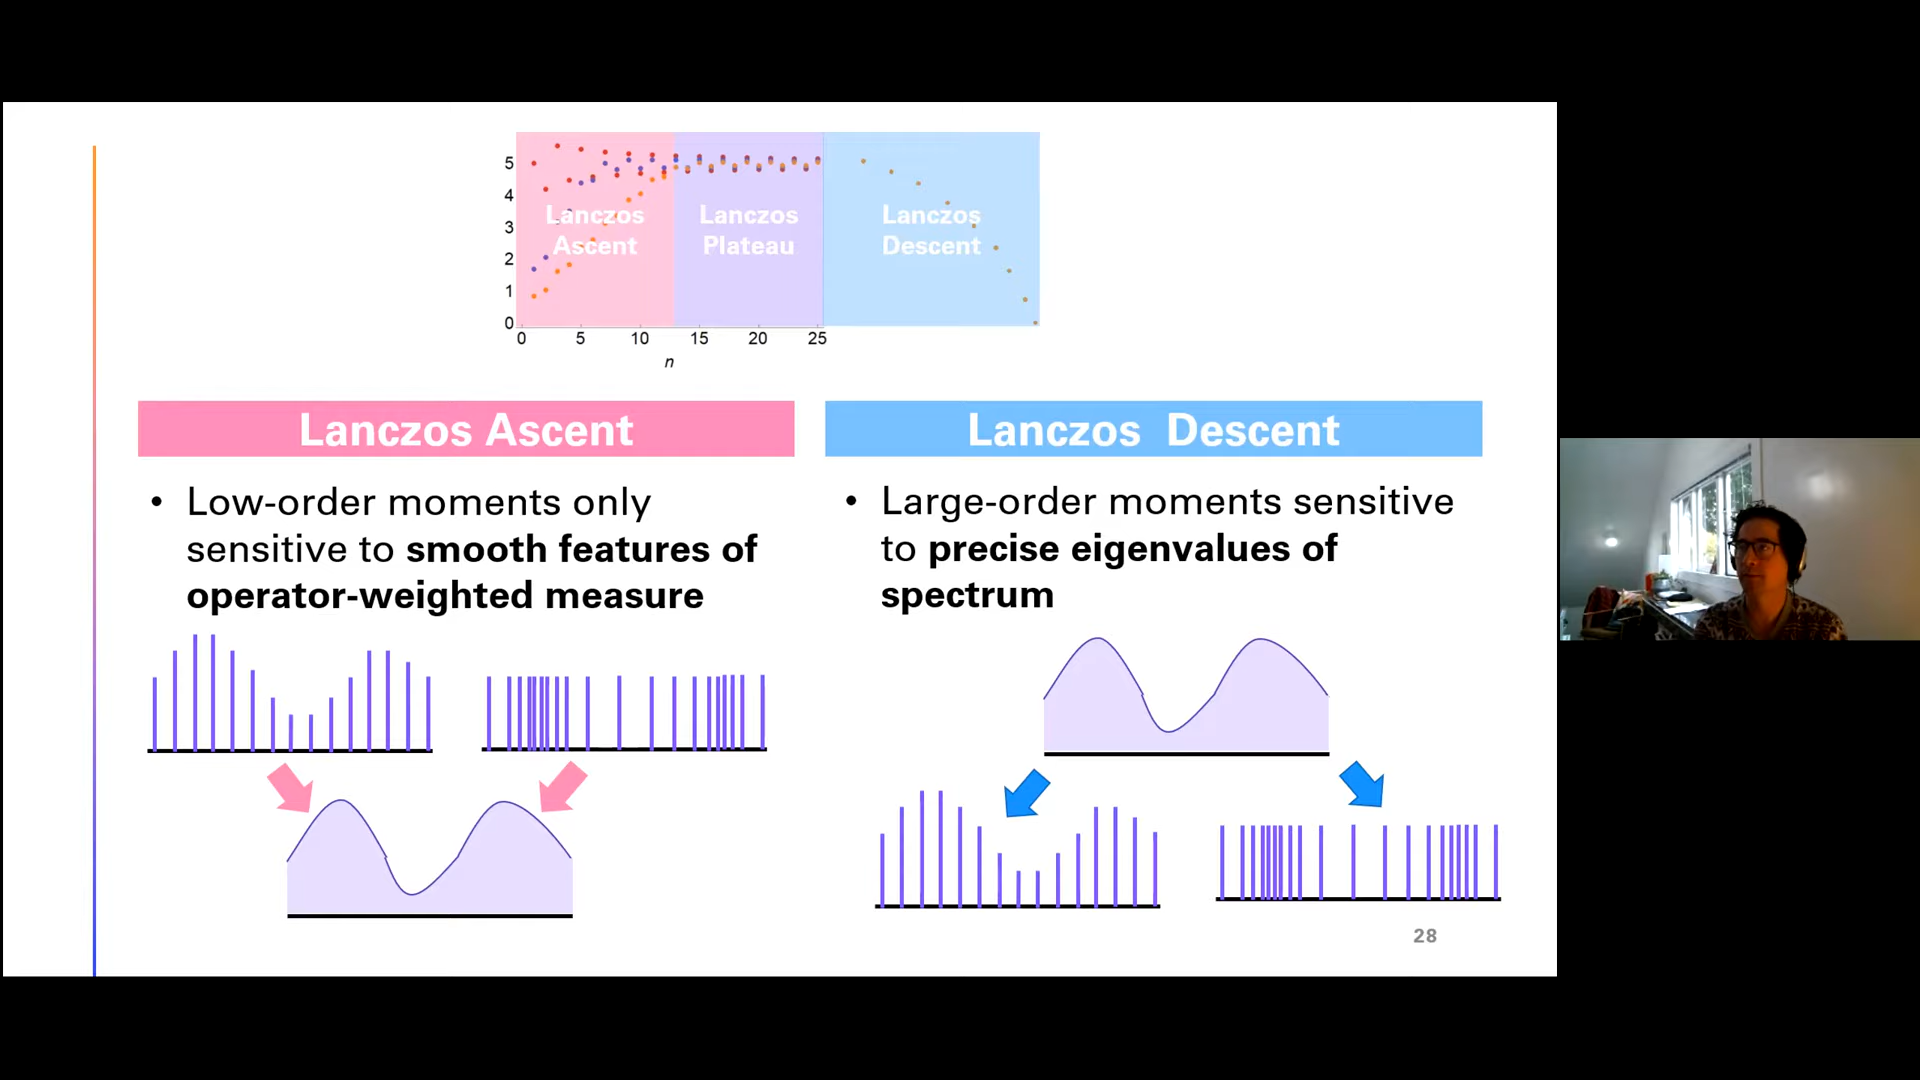 5
4
3
2
1
0
Lanczos
Ascent
Lanczos
Plateau
Lanczos
Descent
0 5 10 15 20 25
n
Lanczos Ascent
• Low-order moments only
sensitive to smooth features of
operator-weighted measure
Lanczos Descent
• Large-order moments sensitive
to precise eigenvalues of
spectrum
28